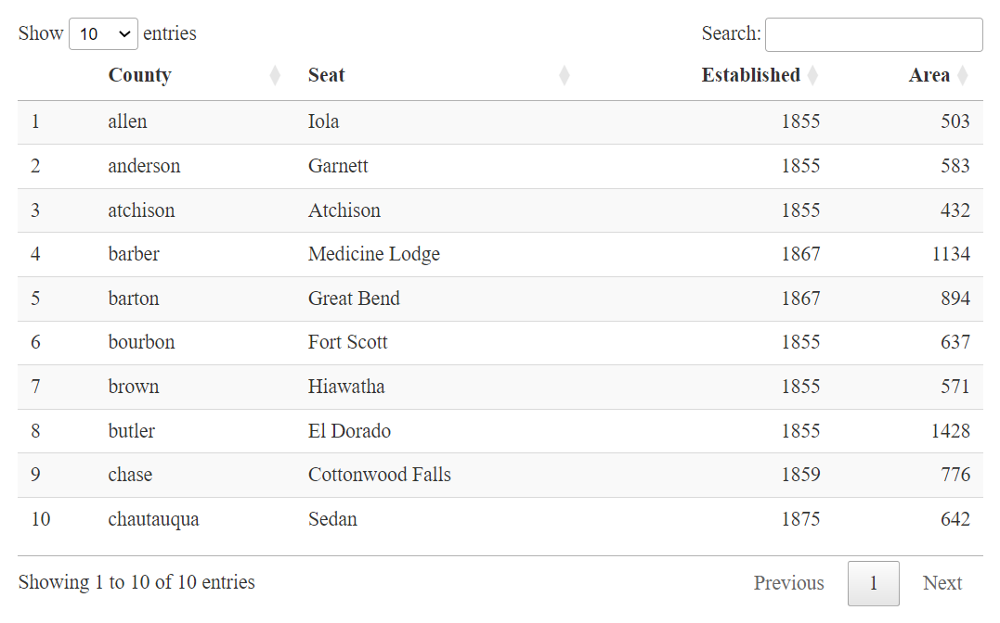 Show 10 entries Search:
County Seat Established Area
1 allen Iola 1855 503
2 anderson Garnett 1855 583
3 atchison Atchison 1855 432
4 barber Medicine Lodge 1867 1134
5 barton Great Bend 1867 894
6 bourbon Fort Scott 1855 637
7 brown Hiawatha 1855 571
8 butler El Dorado 1855 1428
9 chase Cottonwood Falls 1859 776
10 chautauqua Sedan 1875 642
Showing 1 to 10 of 10 entries Previous 1 Next